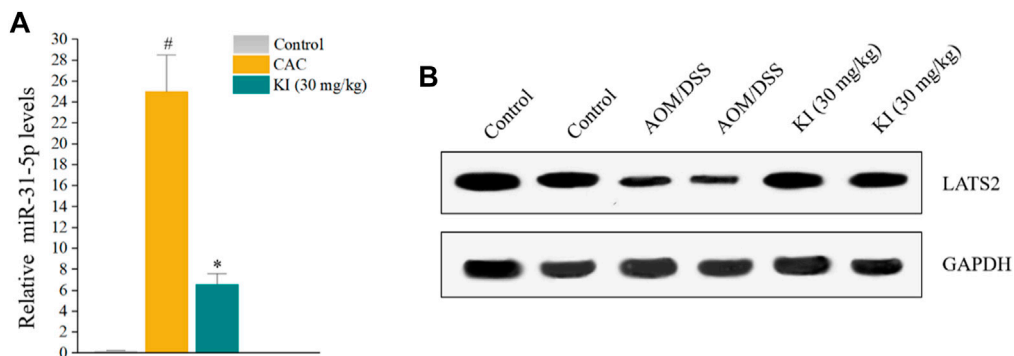 A
Relative miR-31-5p levels
30
28
26
24
22
20
18
16
14
12
10
8
6
4
2
0
#
*
Control
CAC
KI (30 mg/kg)
B
Control
Control
AOM/DSS
AOM/DSS
KI (30 mg/kg)
KI (30 mg/kg)
LATS2
GAPDH